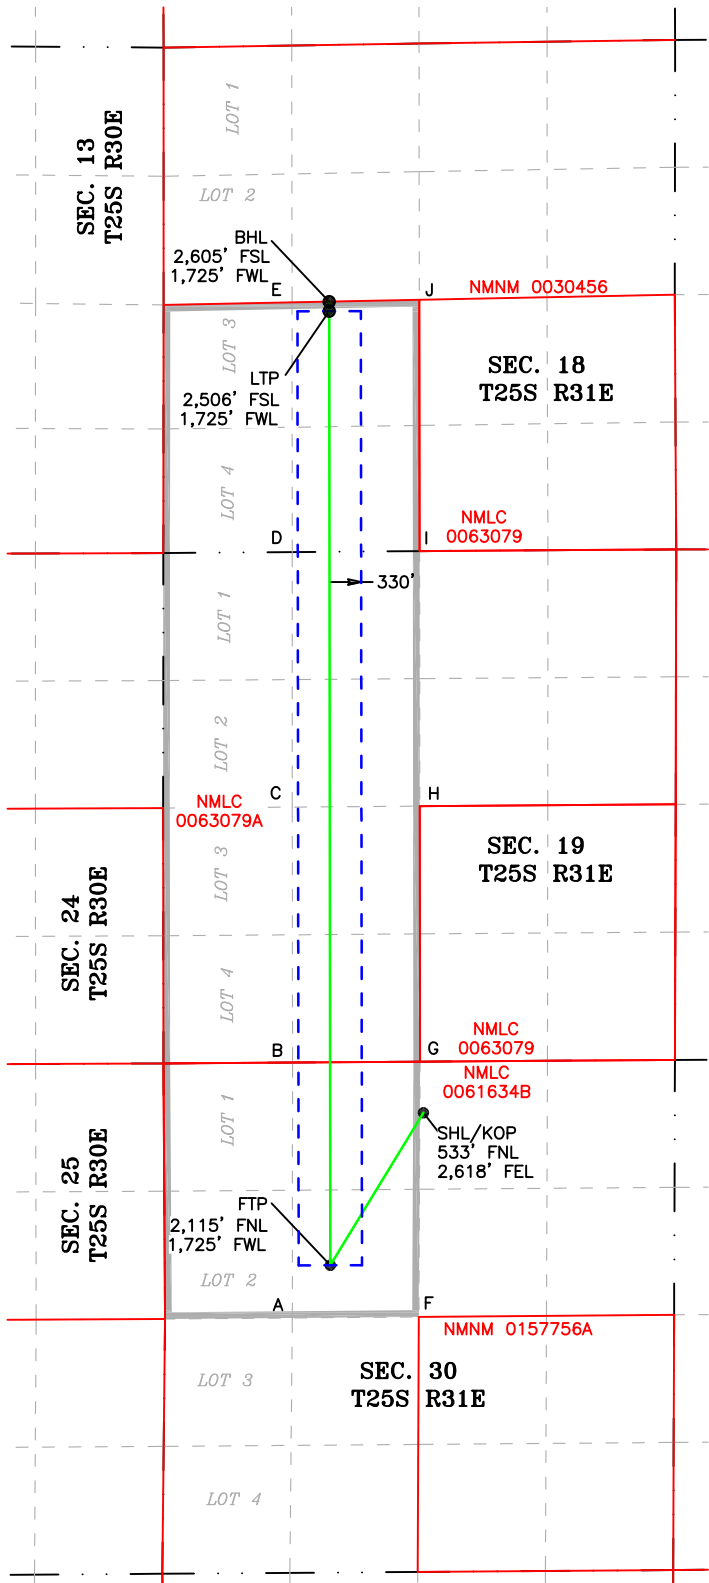 LOT 1
SEC. 13
T25S R30E
LOT 2
BHL
2,605' FSL
1,725' FWL
E
J
NMNM 0030456
LOT 3
SEC. 18
T25S R31E
LTP
2,506' FSL
1,725' FWL
LOT 4
D
I
NMLC
0063079
330'
LOT 1
LOT 2
C
H
NMLC
0063079A
SEC. 19
T25S R31E
LOT 3
SEC. 24
T25S R30E
LOT 4
B
G
NMLC
0063079
NMLC
0061634B
LOT 1
SHL/KOP
533' FNL
2,618' FEL
SEC. 25
T25S R30E
FTP
2,115' FNL
1,725' FWL
LOT 2
A
F
NMNM 0157756A
SEC. 30
T25S R31E
LOT 3
LOT 4